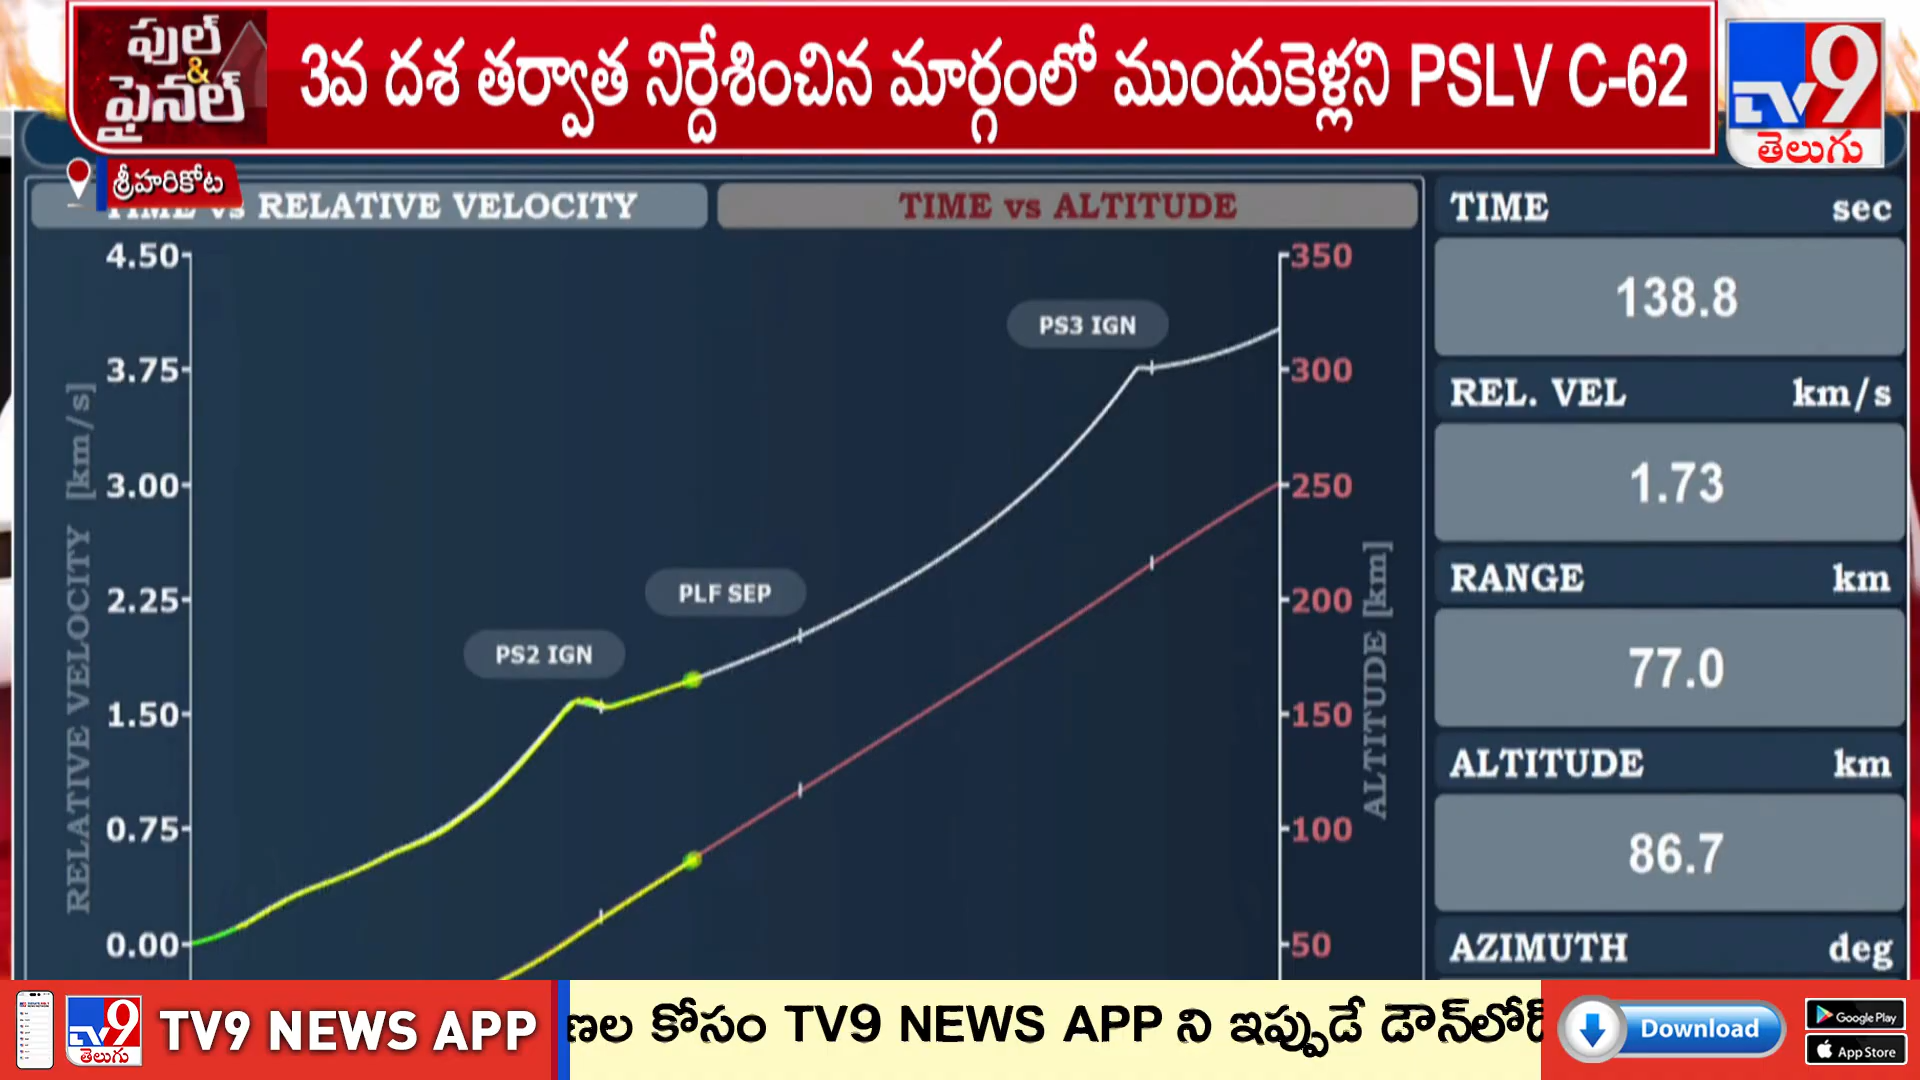 ఫుల్
&
ఫైనల్
3వ దశ తర్వాత నిర్దేశించిన మార్గంలో ముందుకెళ్లని PSLV C-62
TV9
తెలుగు
శ్రీహరికోట
TIME vs RELATIVE VELOCITY
TIME vs ALTITUDE
RELATIVE VELOCITY [km/s]
4.50
3.75
3.00
2.25
1.50
0.75
0.00
PS2 IGN
PLF SEP
PS3 IGN
350
300
250
200
150
100
50
ALTITUDE [km]
TIME sec
138.8
REL. VEL km/s
1.73
RANGE km
77.0
ALTITUDE km
86.7
AZIMUTH deg
TV9
తెలుగు
TV9 NEWS APP
ణల కోసం TV9 NEWS APP ని ఇప్పుడే డౌన్‌లోడ్
Download
Google Play
App Store